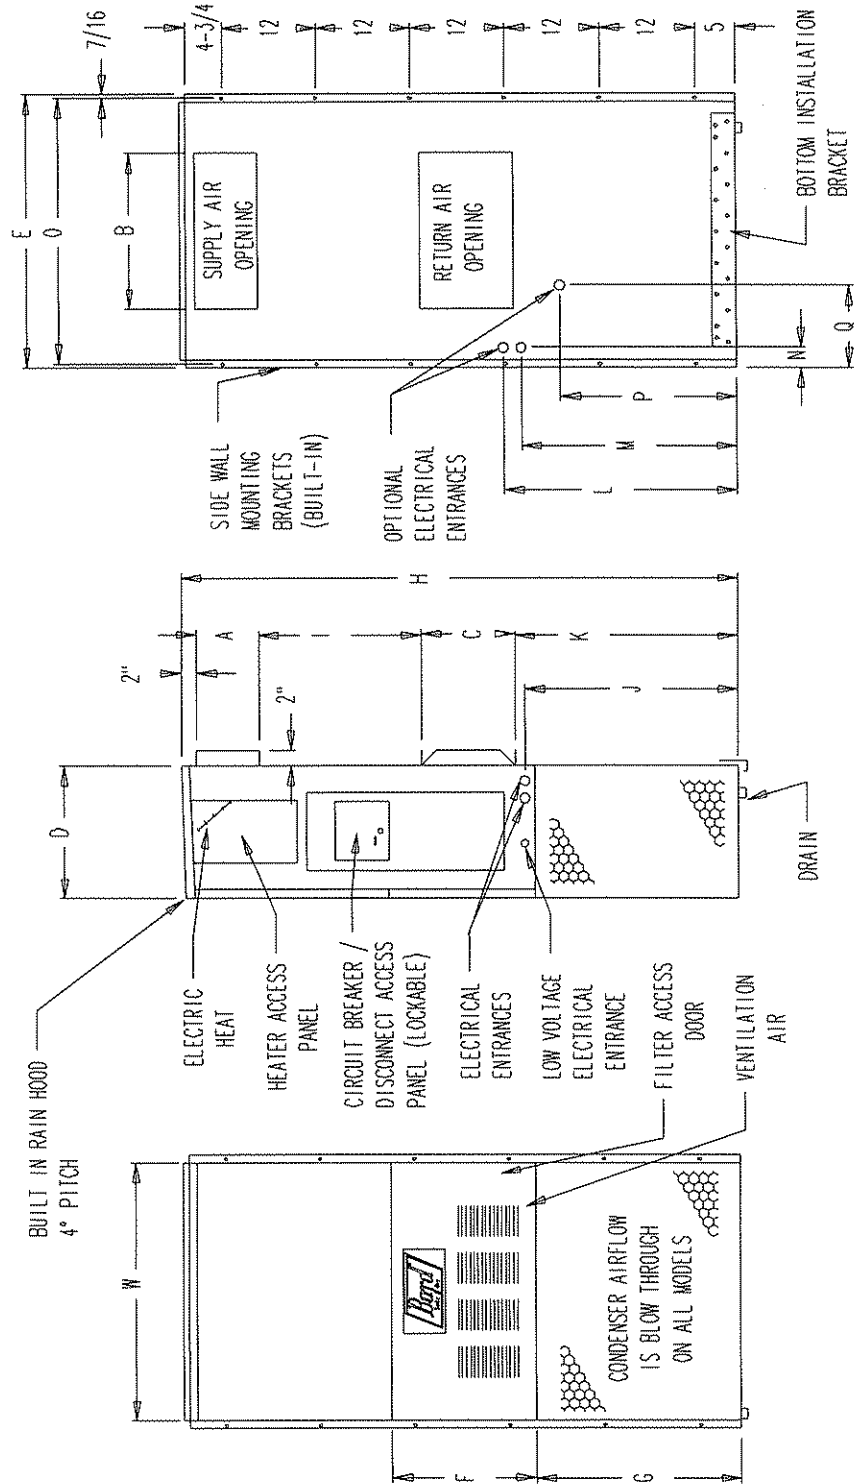 W
BUILT IN RAIN HOOD
4° PITCH
Bard
CONDENSER AIRFLOW
IS BLOW THROUGH
ON ALL MODELS
F
G
VENTILATION
AIR
FILTER ACCESS
DOOR
D
2"
2"
ELECTRIC
HEAT
HEATER ACCESS
PANEL
CIRCUIT BREAKER /
DISCONNECT ACCESS
PANEL (LOCKABLE)
ELECTRICAL
ENTRANCES
LOW VOLTAGE
ELECTRICAL
ENTRANCE
DRAIN
A
I
C
K
J
H
SIDE WALL
MOUNTING
BRACKETS
(BUILT-IN)
OPTIONAL
ELECTRICAL
ENTRANCES
E
O
B
7/16
SUPPLY AIR
OPENING
RETURN AIR
OPENING
4-3/4
12
12
12
12
12
5
L
M
P
N
Q
BOTTOM INSTALLATION
BRACKET